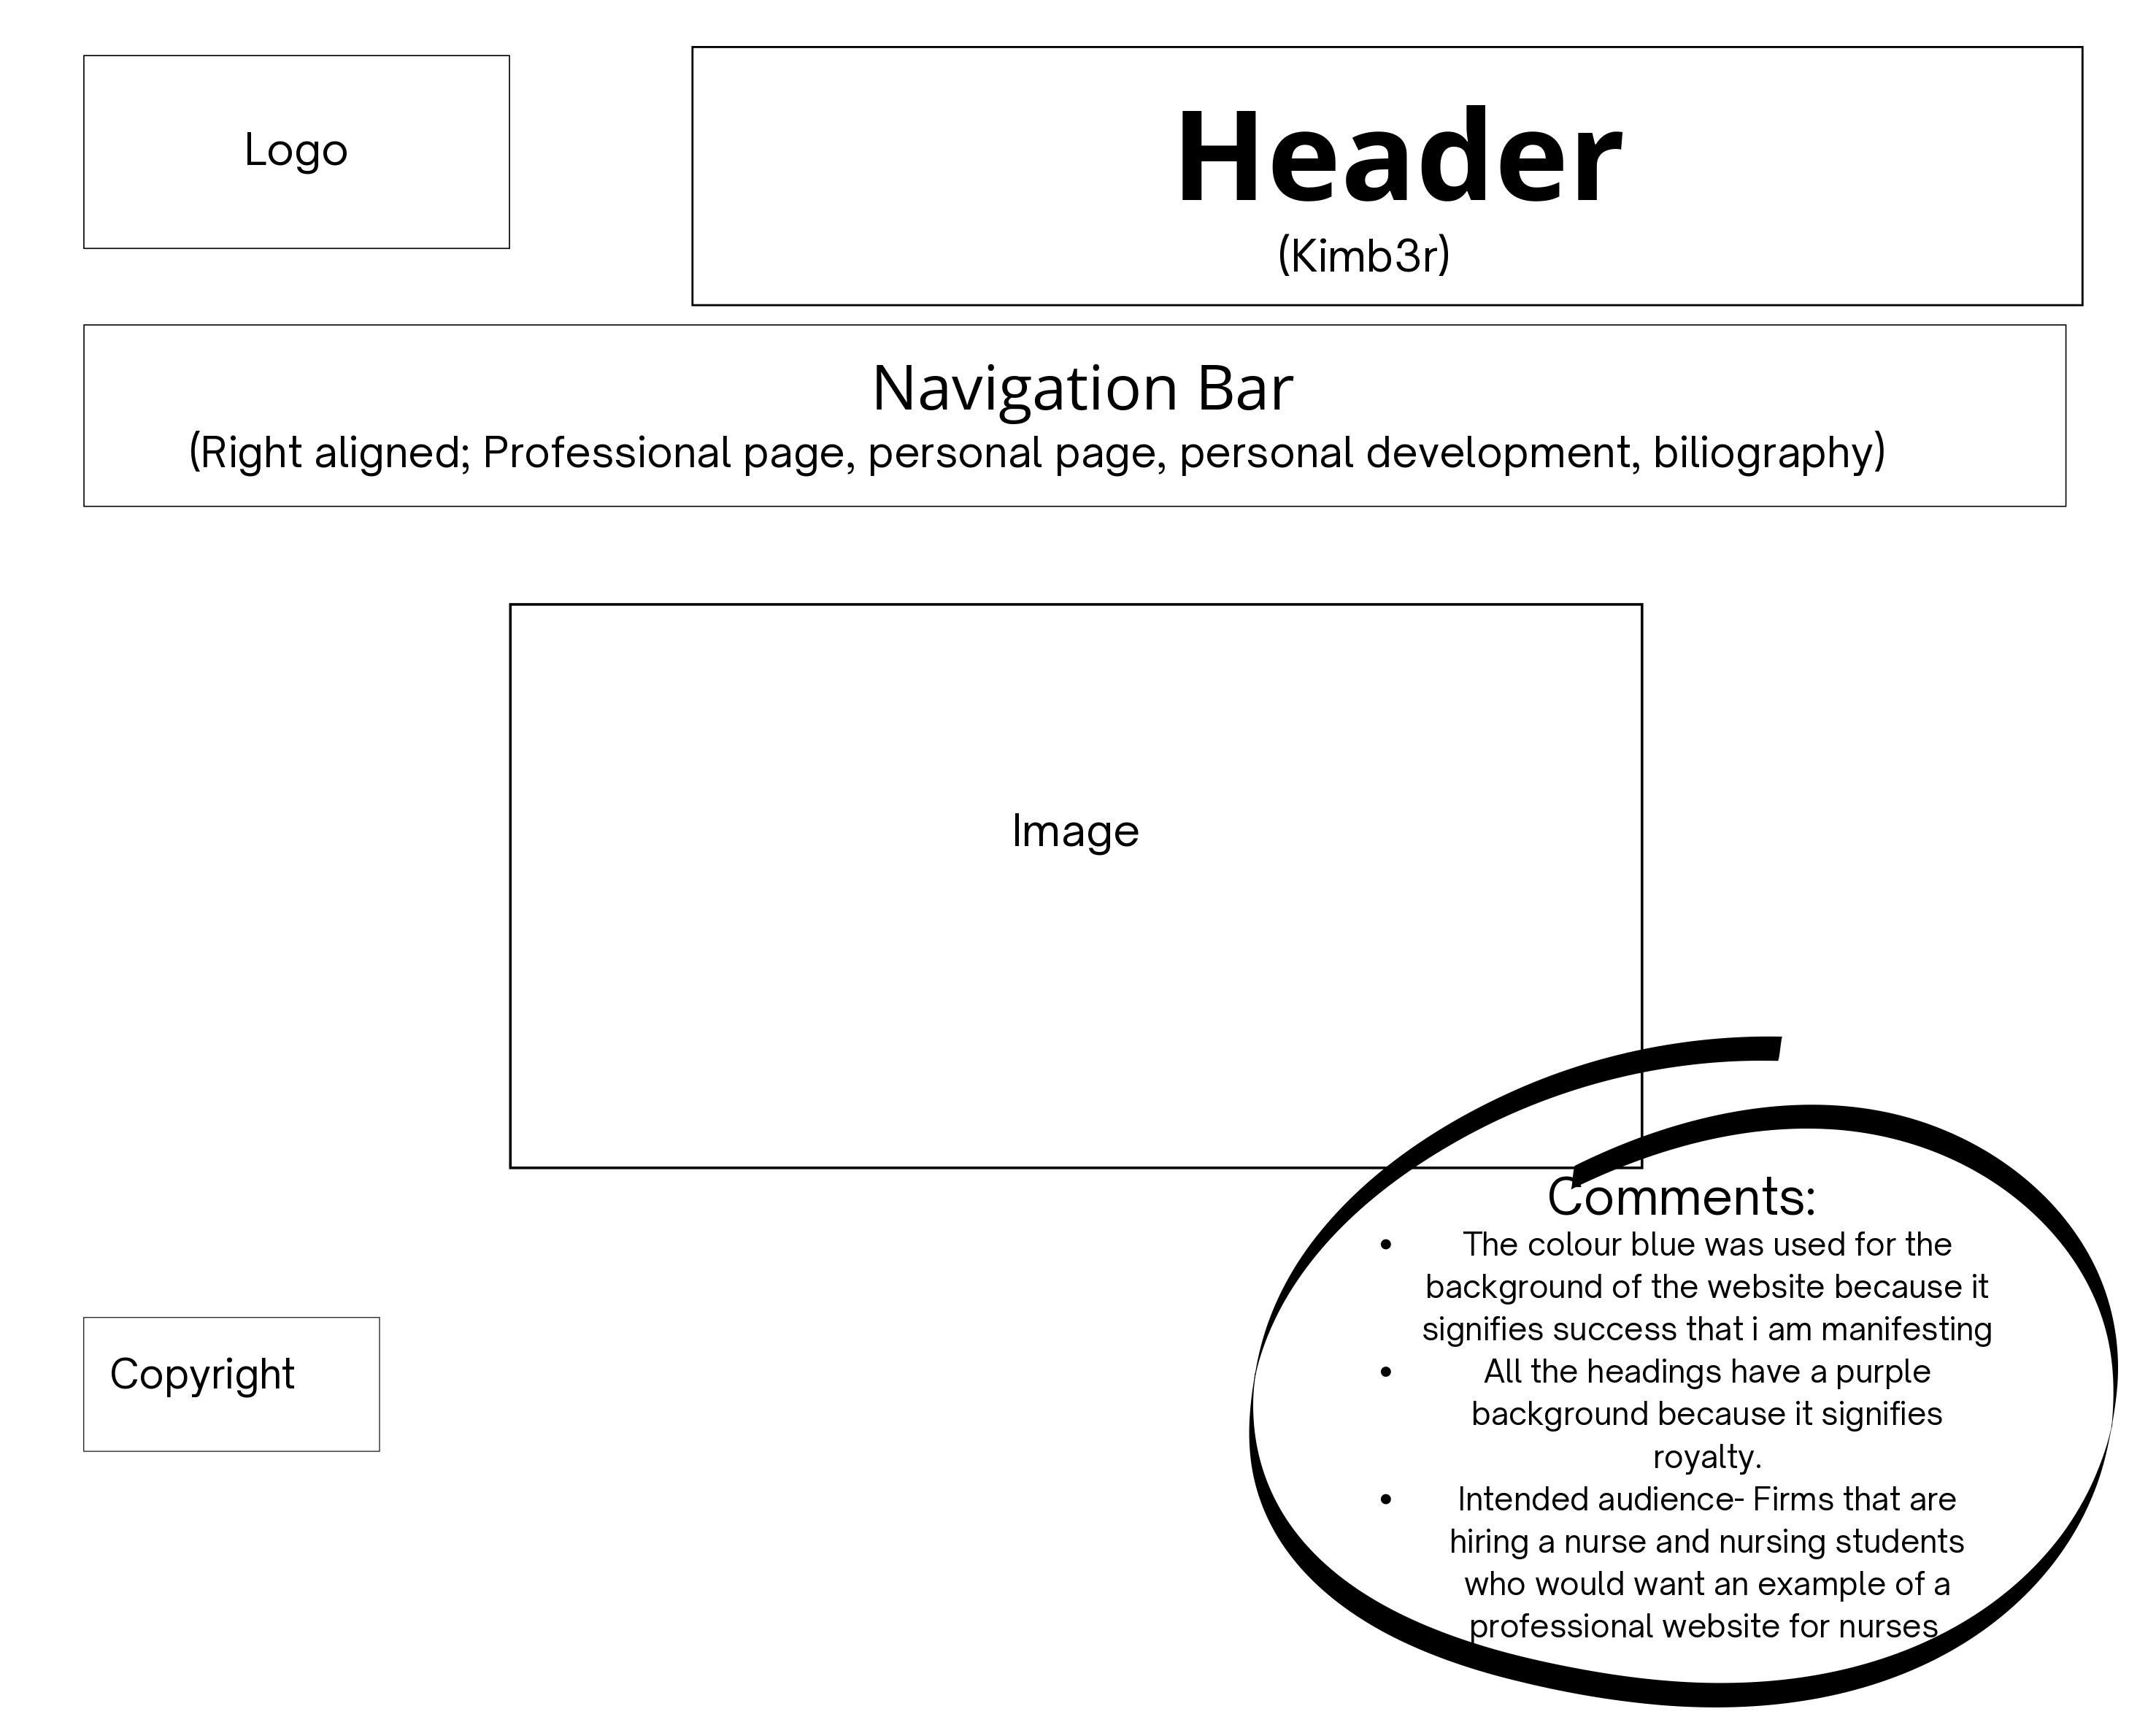 Logo
Header
(Kimb3r)
Navigation Bar
(Right aligned; Professional page, personal page, personal development, biliography)
Image
Comments:
• The colour blue was used for the
background of the website because it
signifies success that i am manifesting
• All the headings have a purple
background because it signifies
royalty.
• Intended audience- Firms that are
hiring a nurse and nursing students
who would want an example of a
professional website for nurses
Copyright